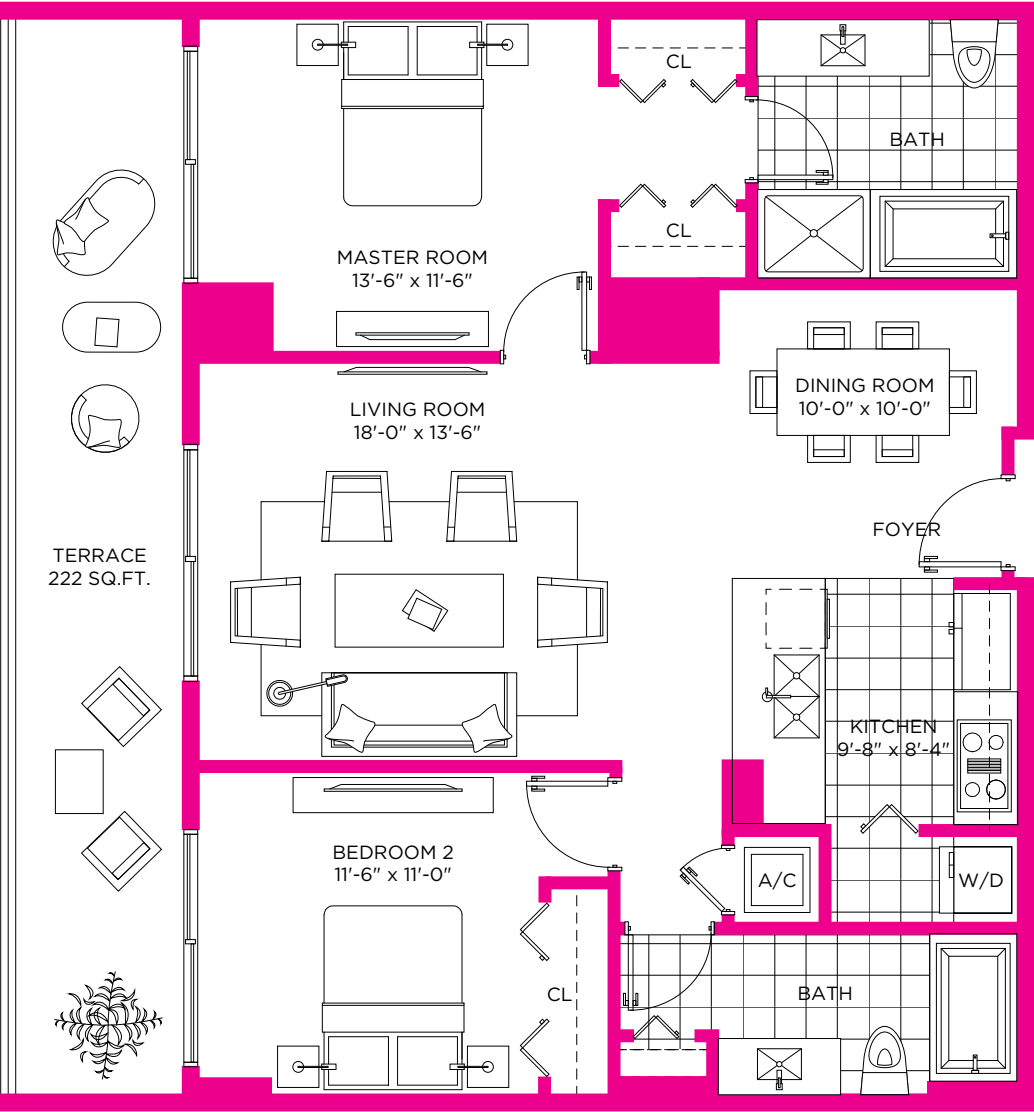 CL
BATH
CL
MASTER ROOM
13'-6" x 11'-6"
DINING ROOM
10'-0" x 10'-0"
LIVING ROOM
18'-0" x 13'-6"
FOYER
TERRACE
222 SQ.FT.
KITCHEN
9'-8" x 8'-4"
BEDROOM 2
11'-6" x 11'-0"
A/C
W/D
CL
BATH